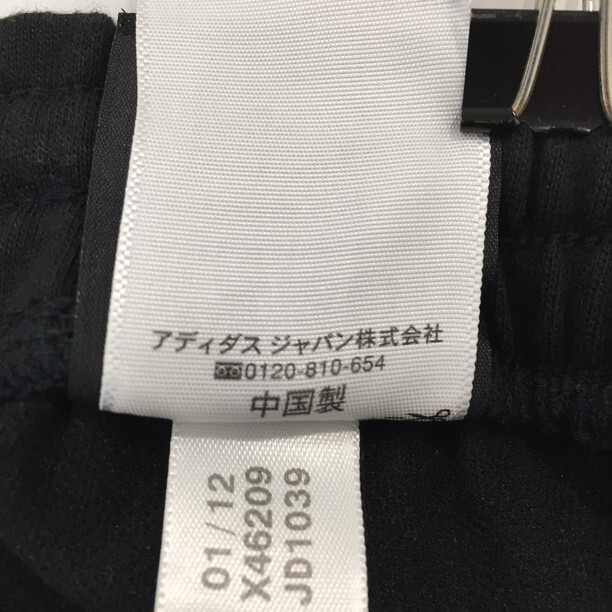 アディダス ジャパン株式会社
0120-810-654
中国製
01/12
X46209
JD1039